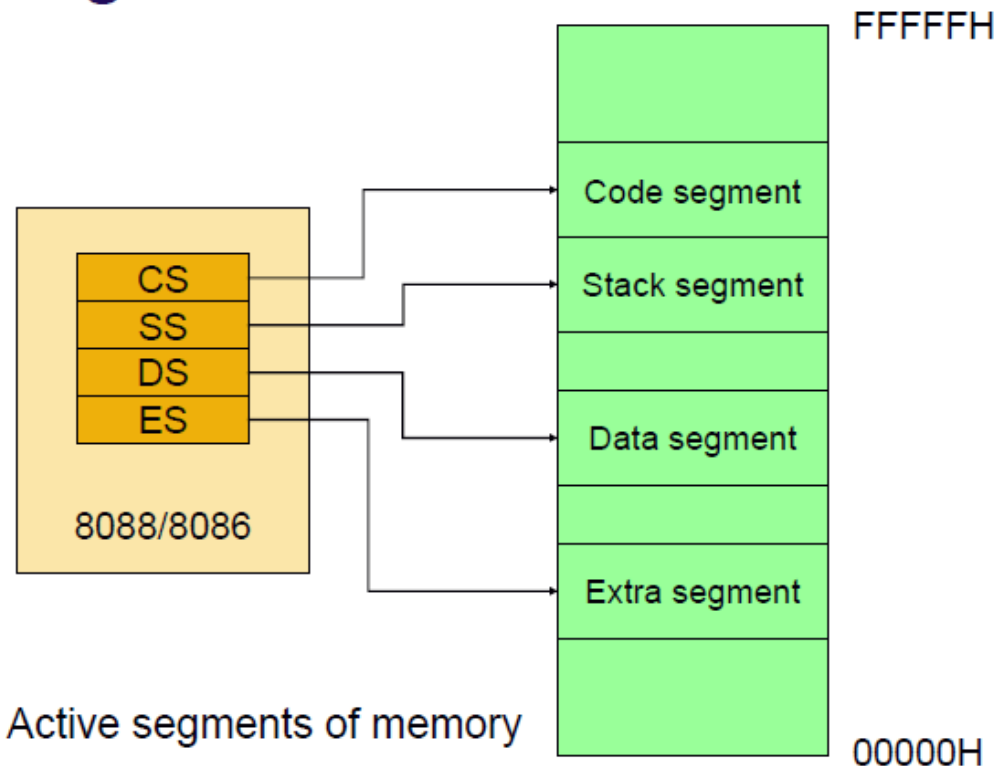 FFFFFH
Code segment
CS
Stack segment
SS
DS
ES
Data segment
8088/8086
Extra segment
Active segments of memory
00000H